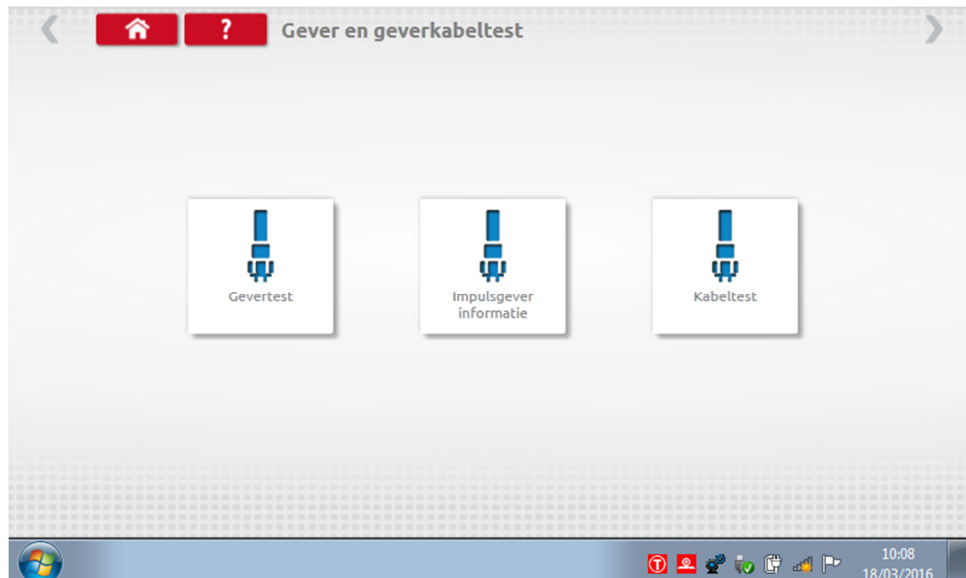 ? Gever en geverkabeltest
Gevertest
Impulsgever
informatie
Kabeltest
T
10:08
18/03/2016